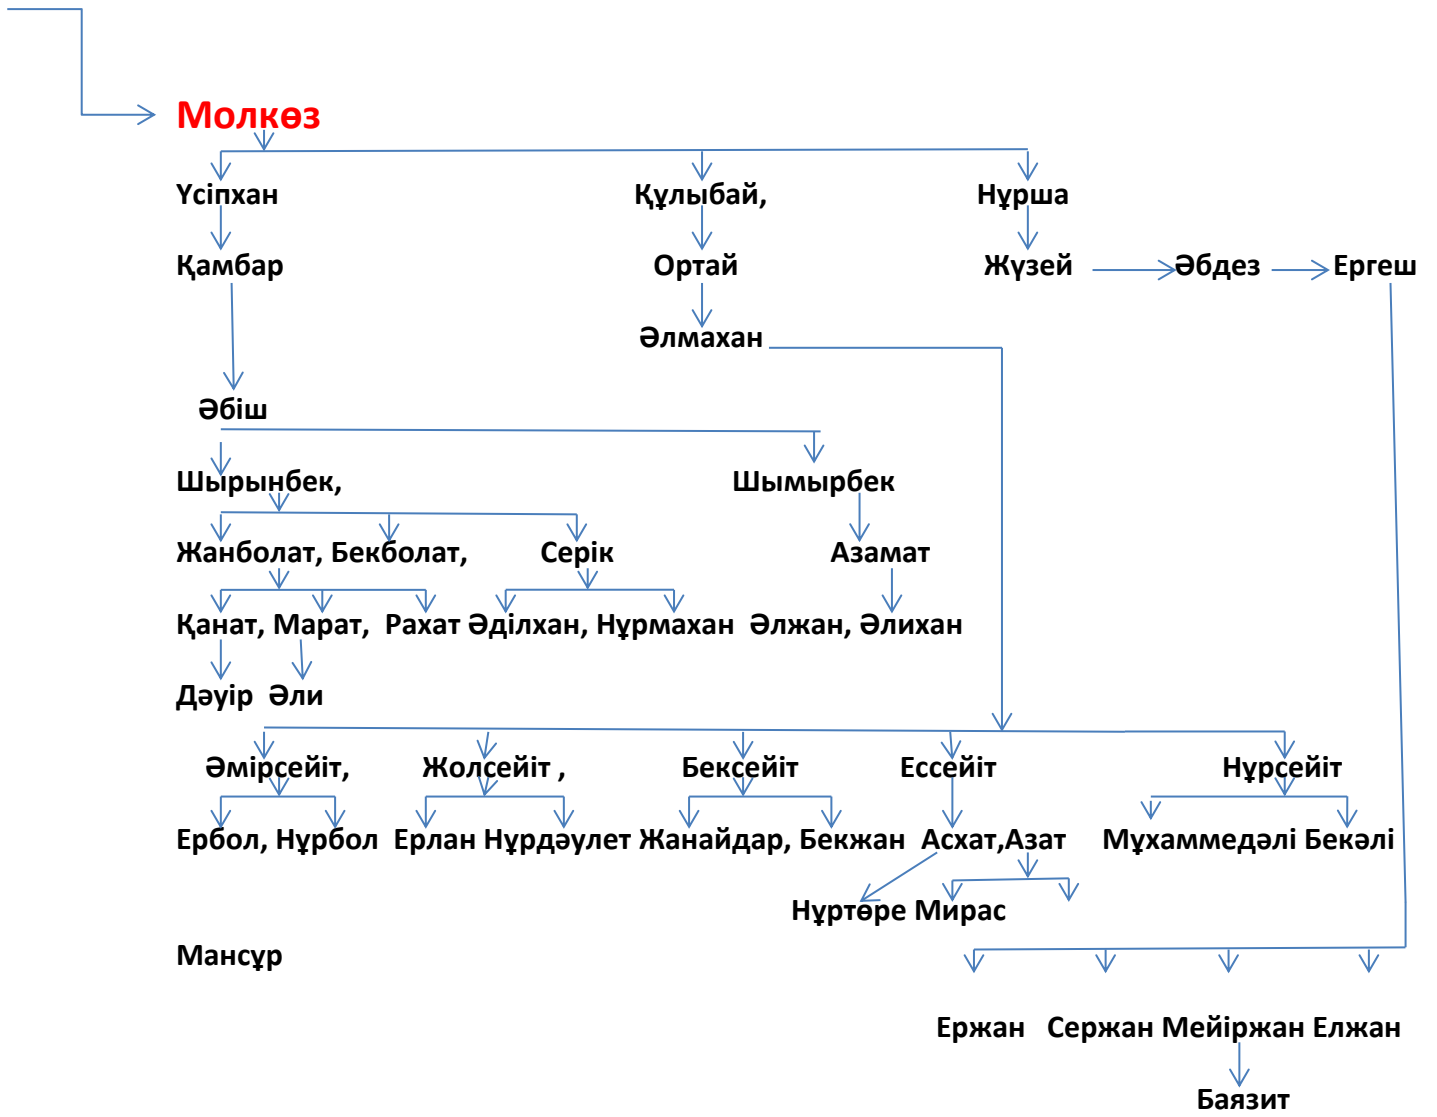 Молкөз
Үсіпхан Құлыбай, Нұрша
Қамбар Ортай Жүзей Әбдез Ергеш
Әлмахан
Әбіш
Шырынбек, Шымырбек
Жанболат, Бекболат, Серік Азамат
Қанат, Марат, Рахат Әділхан, Нұрмахан Әлжан, Әлихан
Дәуір Әли
Әмірсейіт, Жолсейіт , Бексейіт Ессейіт Нұрсейіт
Ербол, Нұрбол Ерлан Нұрдәулет Жанайдар, Бекжан Асхат,Азат Мұхаммедәлі Бекәлі
Нұртөре Мирас
Мансұр
Ержан Сержан Мейіржан Елжан
Баязит